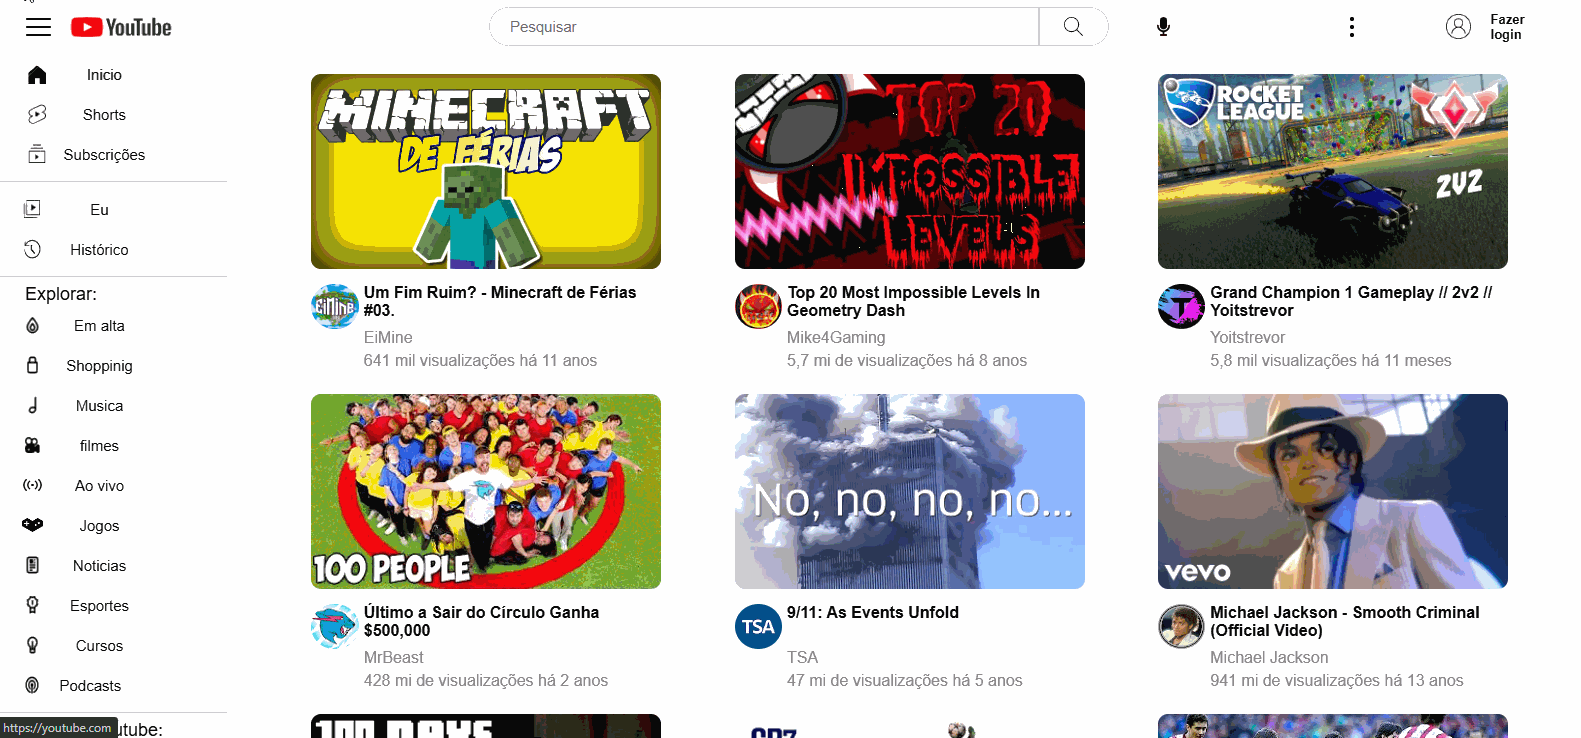 YouTube
Pesquisar
Fazer
login
Inicio
Shorts
Subscrições
Eu
Histórico
Explorar:
Em alta
Shoppinig
Musica
filmes
Ao vivo
Jogos
Noticias
Esportes
Cursos
Podcasts
utube:
https://youtube.com
MINECRAFT
DE FÉRIAS
EiMine
Um Fim Ruim? - Minecraft de Férias
#03.
EiMine
641 mil visualizações há 11 anos
TOP 20
IMPOSSIBLE
LEVELS
Top 20 Most Impossible Levels In
Geometry Dash
Mike4Gaming
5,7 mi de visualizações há 8 anos
ROCKET
LEAGUE
2V2
T
Grand Champion 1 Gameplay // 2v2 //
Yoitstrevor
Yoitstrevor
5,8 mil visualizações há 11 meses
100 PEOPLE
Último a Sair do Círculo Ganha
$500,000
MrBeast
428 mi de visualizações há 2 anos
No, no, no, no...
TSA
9/11: As Events Unfold
TSA
47 mi de visualizações há 5 anos
vevo
Michael Jackson - Smooth Criminal
(Official Video)
Michael Jackson
941 mi de visualizações há 13 anos
100 DAYS
CR7